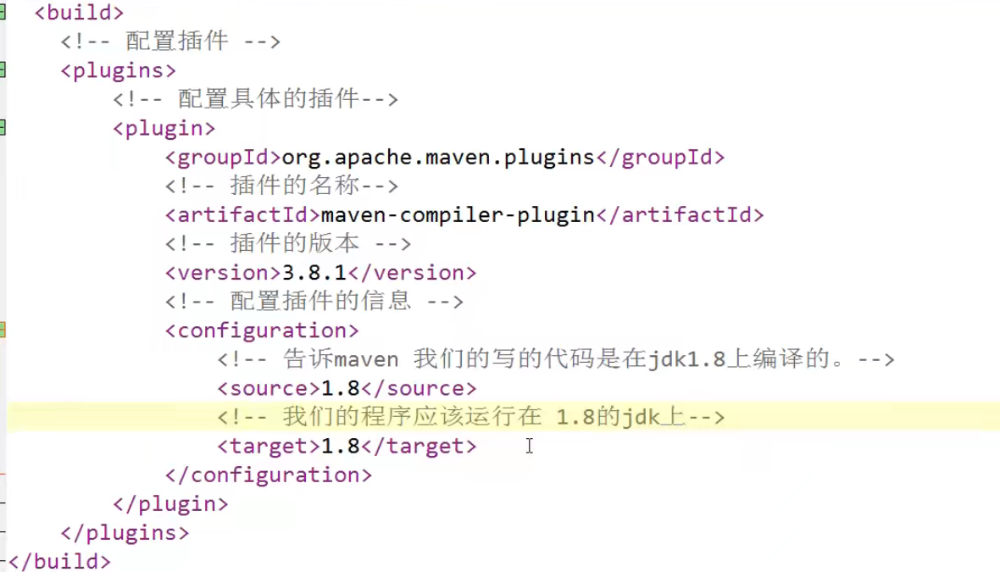 <build>
<!-- 配置插件 -->
<plugins>
<!-- 配置具体的插件-->
<plugin>
<groupId>org.apache.maven.plugins</groupId>
<!-- 插件的名称-->
<artifactId>maven-compiler-plugin</artifactId>
<!-- 插件的版本 -->
<version>3.8.1</version>
<!-- 配置插件的信息 -->
<configuration>
<!-- 告诉maven 我们的写的代码是在jdk1.8上编译的。-->
<source>1.8</source>
<!-- 我们的程序应该运行在 1.8的jdk上-->
<target>1.8</target>
</configuration>
</plugin>
</plugins>
</build>